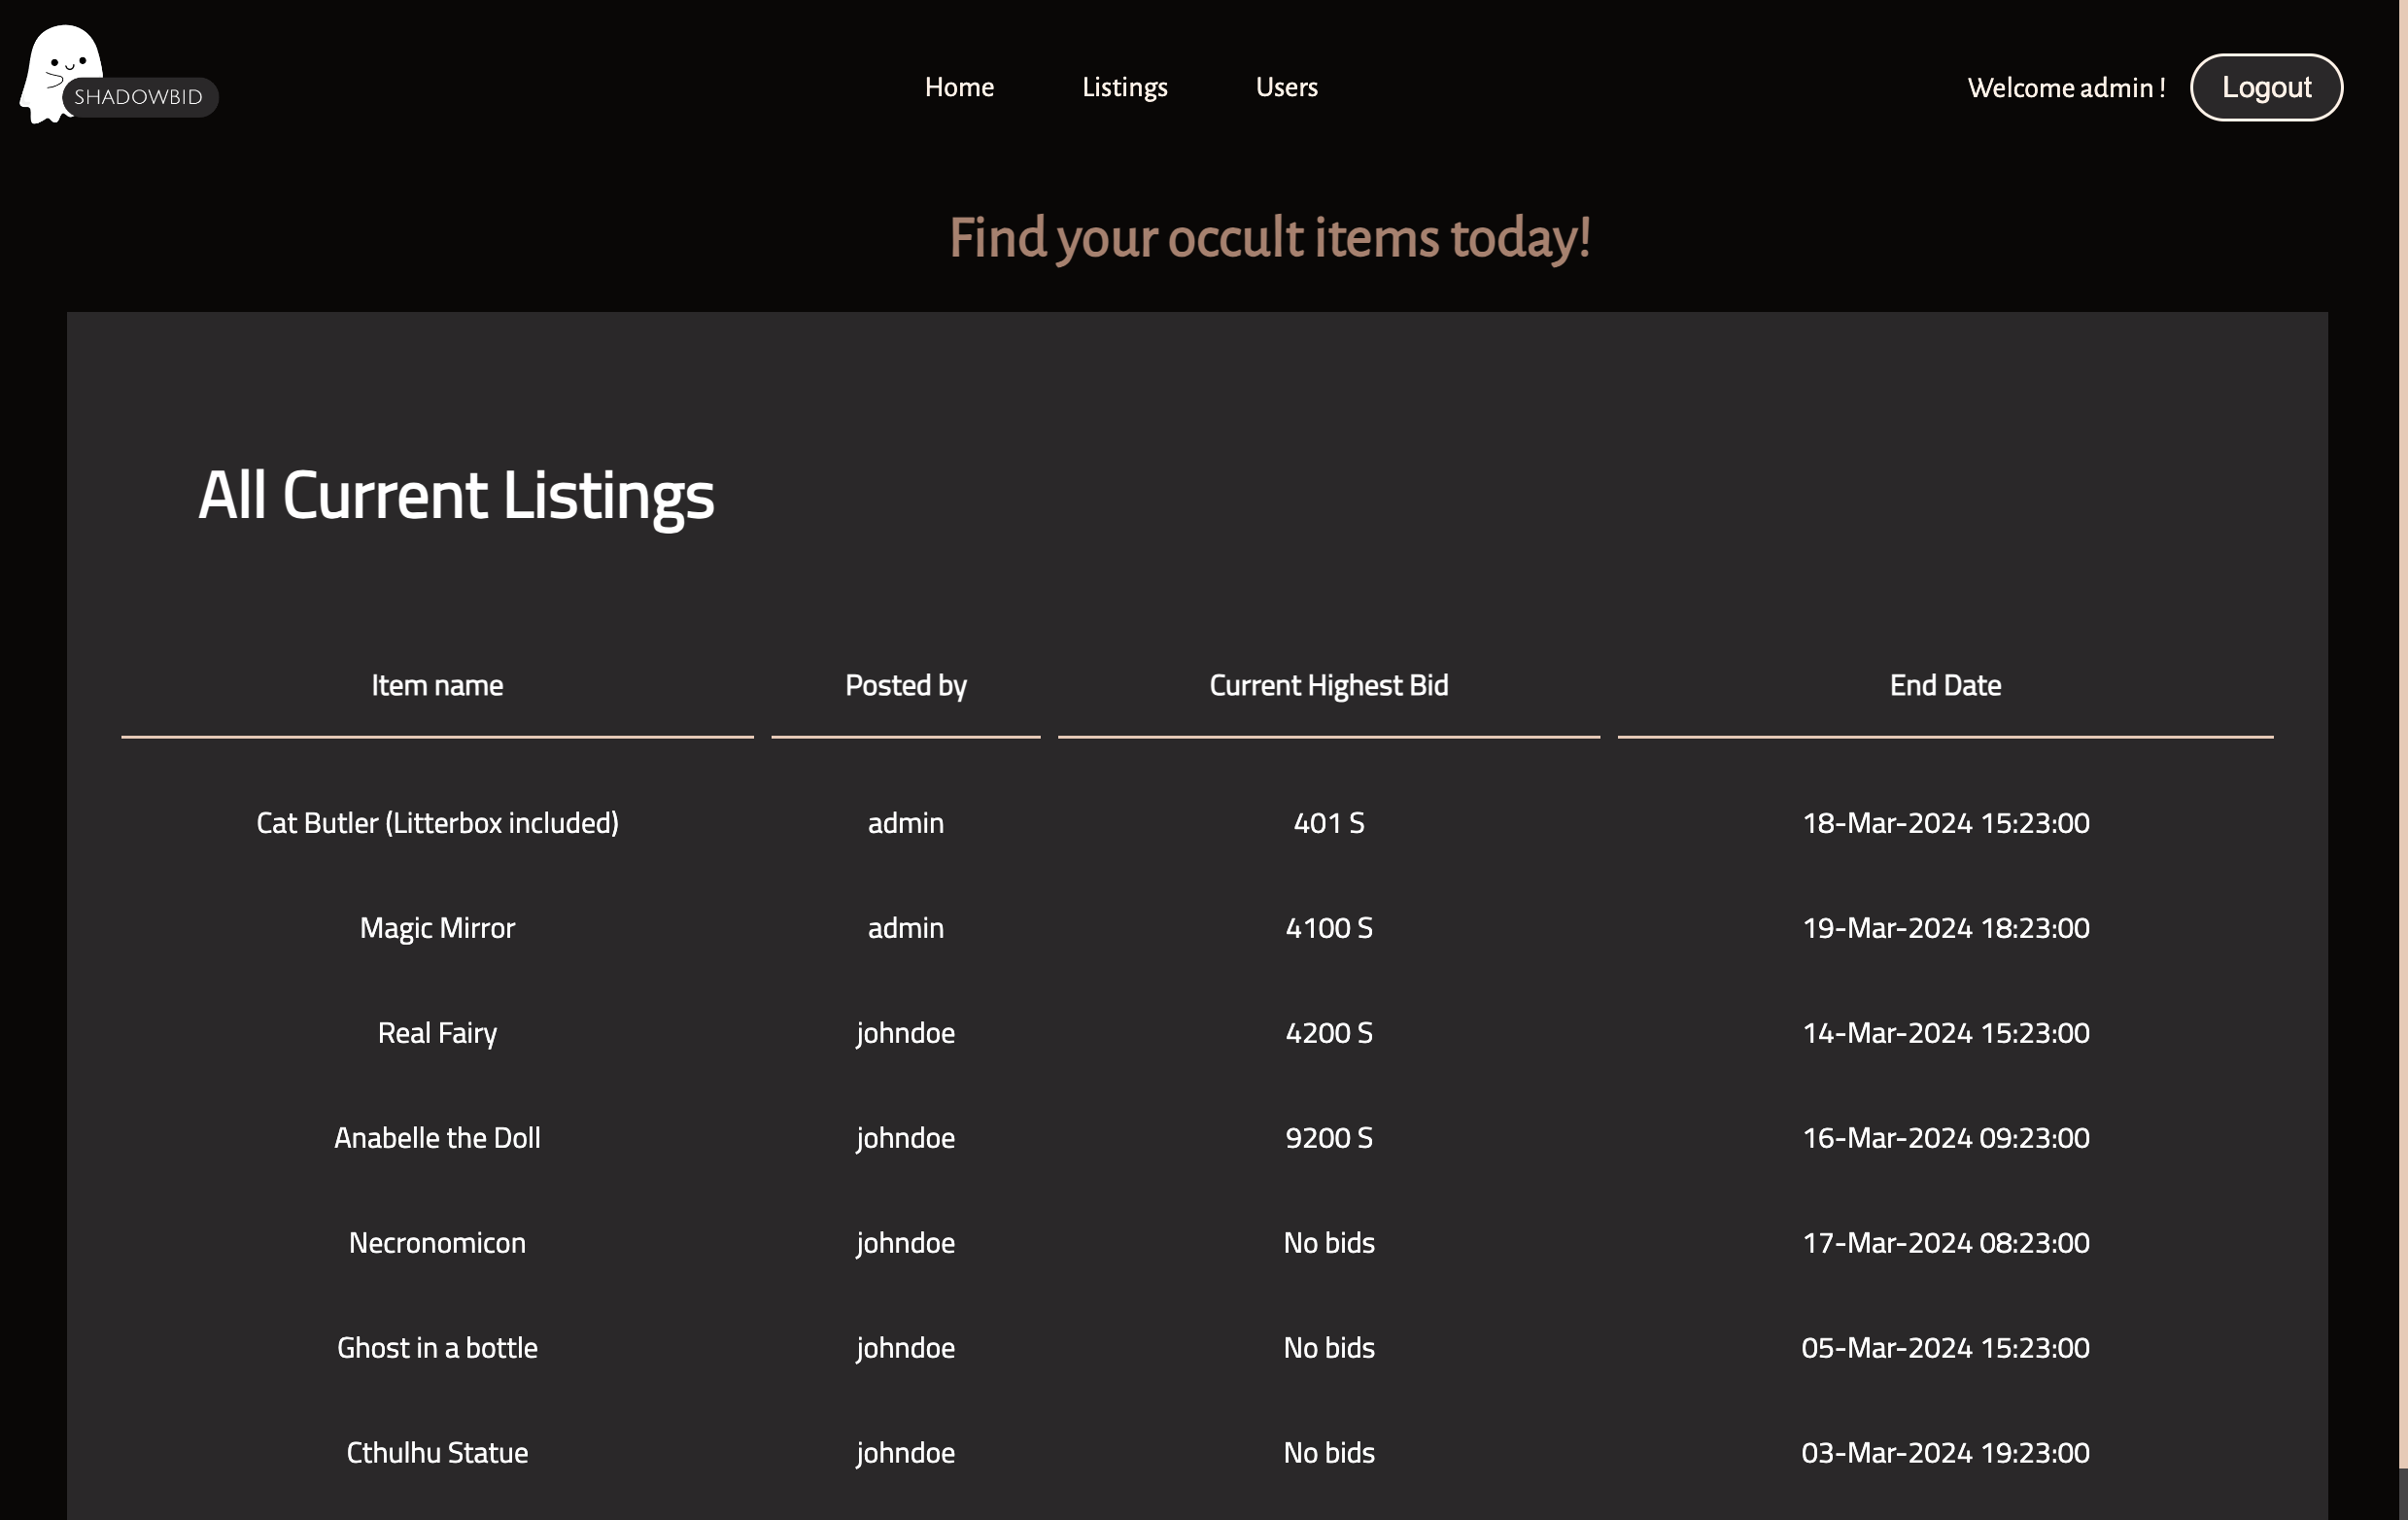 SHADOWBID
Home Listings Users
Welcome admin ! Logout
Find your occult items today!
All Current Listings
Item name Posted by Current Highest Bid End Date
Cat Butler (Litterbox included) admin 401 S 18-Mar-2024 15:23:00
Magic Mirror admin 4100 S 19-Mar-2024 18:23:00
Real Fairy johndoe 4200 S 14-Mar-2024 15:23:00
Anabelle the Doll johndoe 9200 S 16-Mar-2024 09:23:00
Necronomicon johndoe No bids 17-Mar-2024 08:23:00
Ghost in a bottle johndoe No bids 05-Mar-2024 15:23:00
Cthulhu Statue johndoe No bids 03-Mar-2024 19:23:00